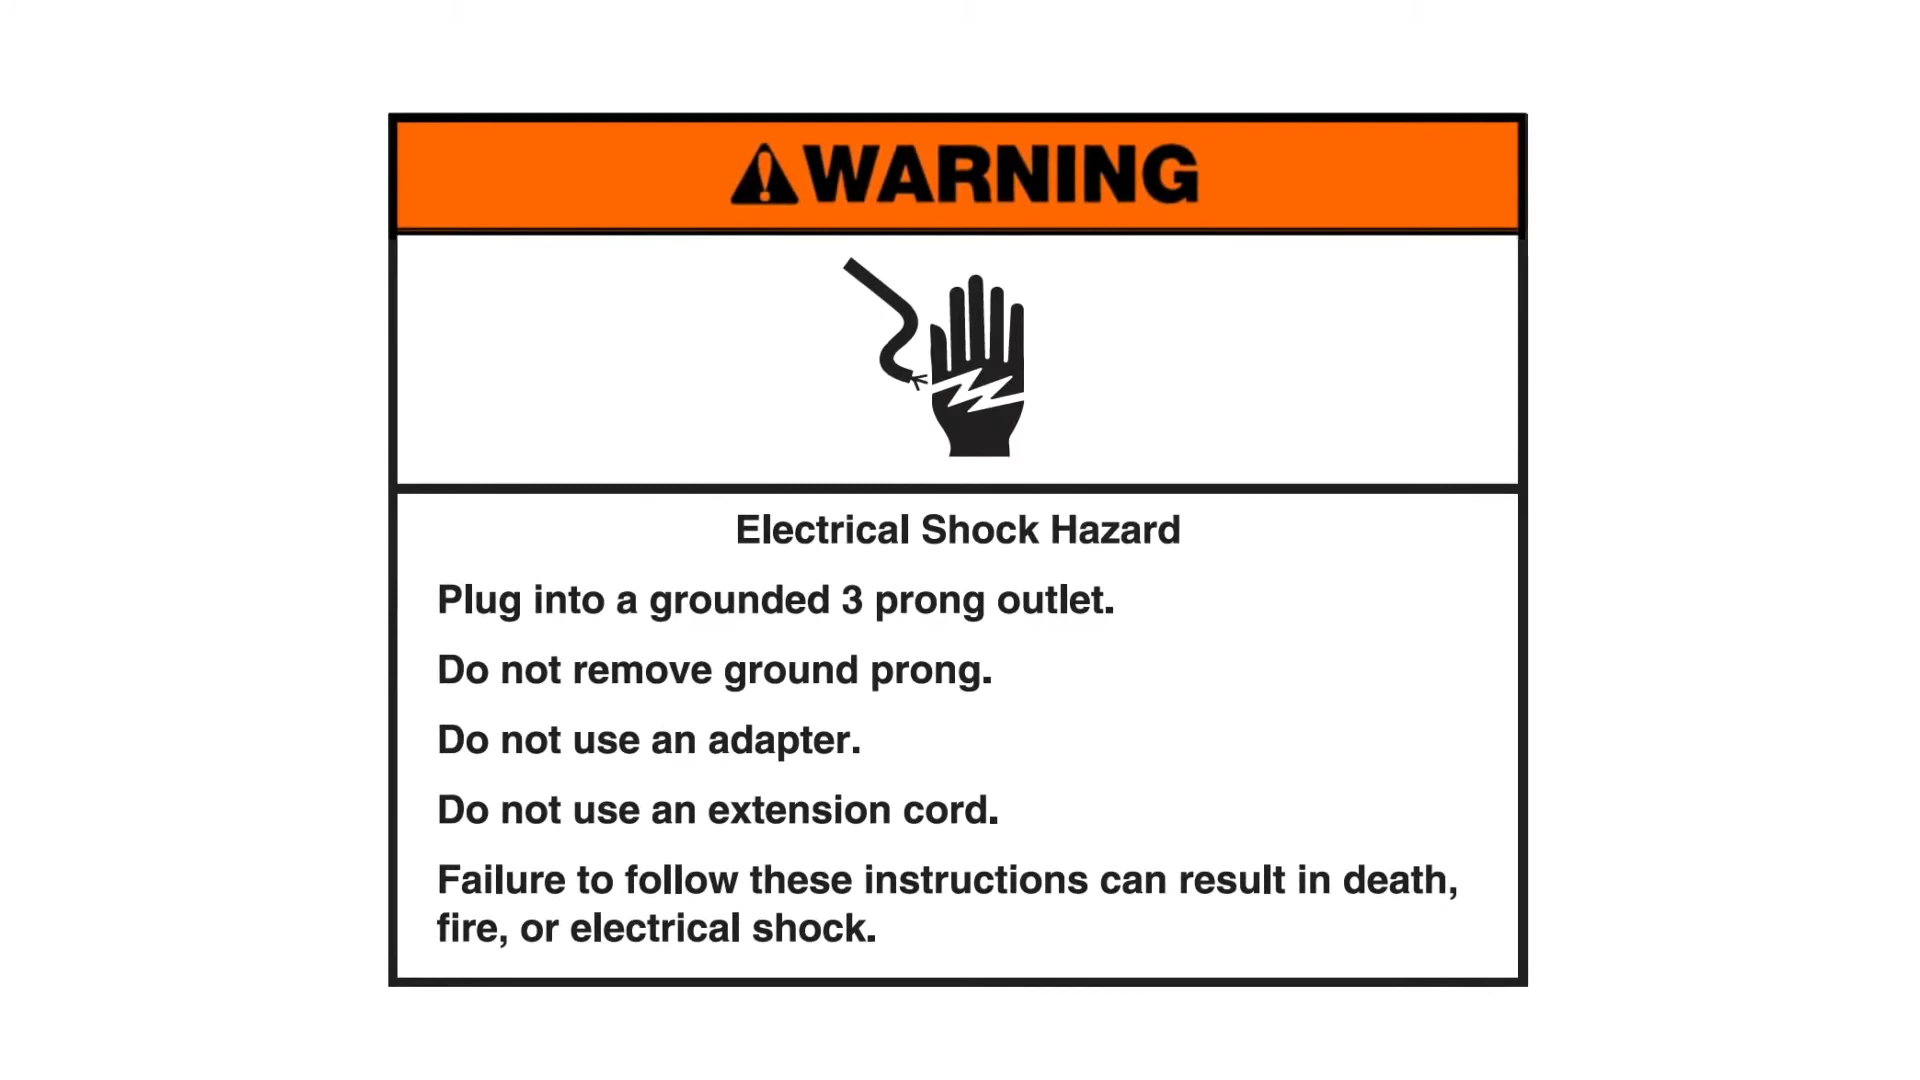 WARNING
Electrical Shock Hazard
Plug into a grounded 3 prong outlet.
Do not remove ground prong.
Do not use an adapter.
Do not use an extension cord.
Failure to follow these instructions can result in death,
fire, or electrical shock.